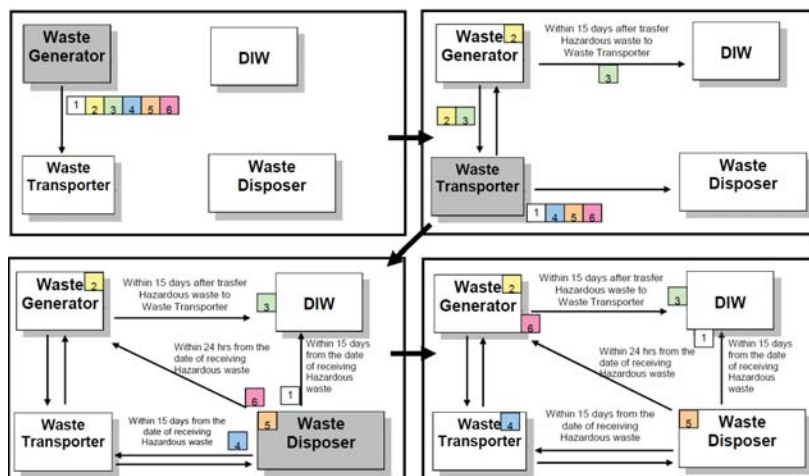 Waste
Generator
DIW
1 2 3 4 5 6
Waste
Transporter
Waste
Disposer
Waste
Generator
2
Within 15 days after trasfer
Hazardous waste to
Waste Transporter
3
DIW
2 3
Waste
Transporter
Waste
Disposer
1 4 5 6
Waste
Generator
2
Within 15 days after trasfer
Hazardous waste to
Waste Transporter
3
DIW
Within 24 hrs from the
date of receiving
Hazardous waste
Within 15 days
from the date
of receiving
Hazardous
waste
6
1
Waste
Transporter
Within 15 days from the
date of receiving
Hazardous waste
4
5
Waste
Disposer
Waste
Generator
2
6
Within 15 days after trasfer
Hazardous waste to
Waste Transporter
3
DIW
1
Within 24 hrs from the
date of receiving
Hazardous waste
Within 15 days
from the date
of receiving
Hazardous
waste
Waste
Transporter
4
Within 15 days from the
date of receiving
Hazardous waste
5
Waste
Disposer